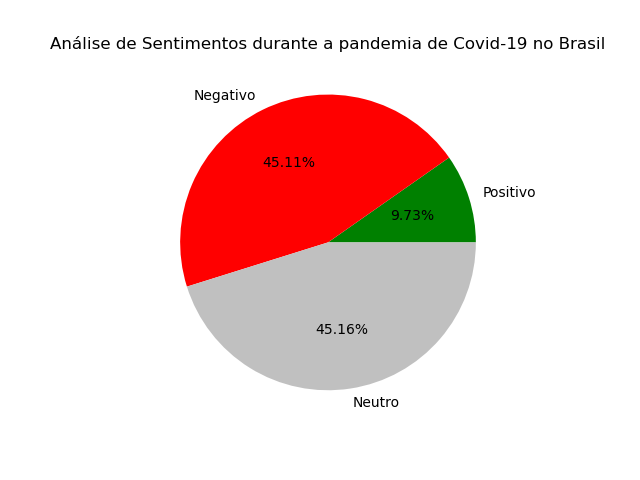 Análise de Sentimentos durante a pandemia de Covid-19 no Brasil
Negativo
45.11%
Positivo
9.73%
45.16%
Neutro